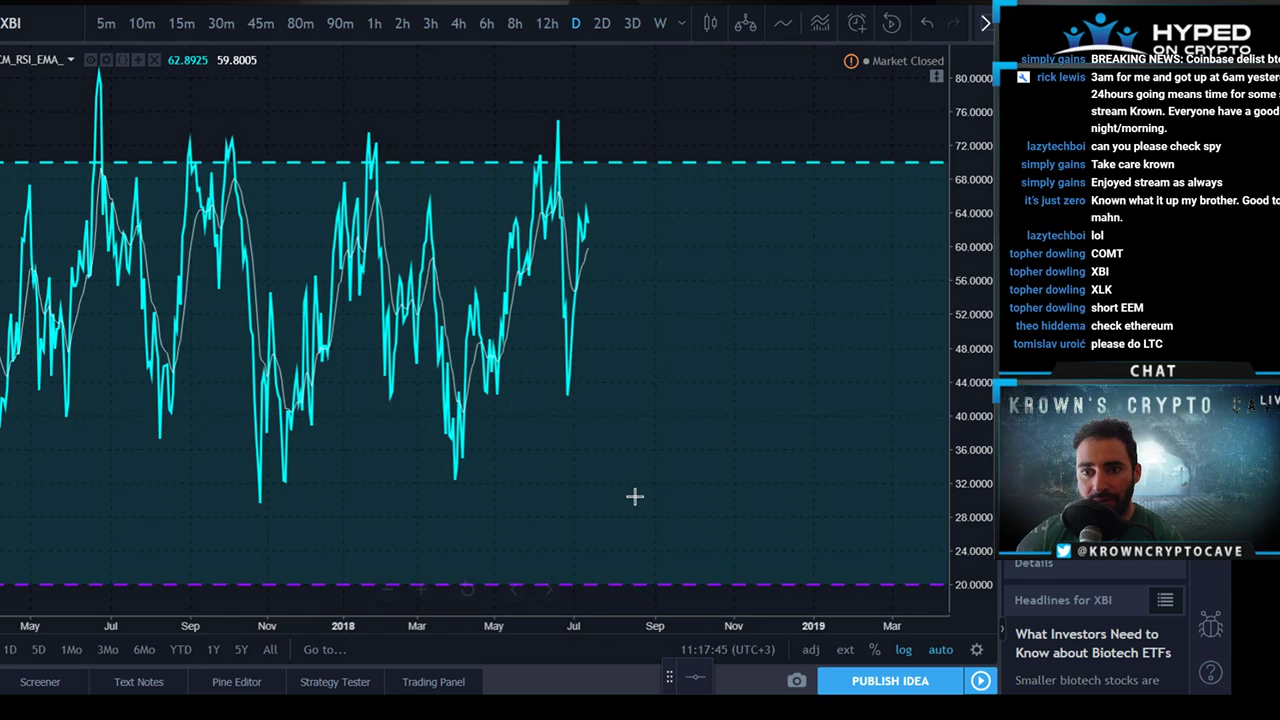 XBI 5m 10m 15m 30m 45m 80m 90m 1h 2h 3h 4h 6h 8h 12h D 2D 3D W
CM_RSI_EMA_ 62.8925 59.8005
Market Closed
80.0000
76.0000
72.0000
68.0000
64.0000
60.0000
56.0000
52.0000
48.0000
44.0000
40.0000
36.0000
32.0000
28.0000
24.0000
20.0000
May Jul Sep Nov 2018 Mar May Jul Sep Nov 2019 Mar
1D 5D 1Mo 3Mo 6Mo YTD 1Y 5Y All Go to... 11:17:45 (UTC+3) adj ext % log auto
Screener Text Notes Pine Editor Strategy Tester Trading Panel PUBLISH IDEA
HYPED
ON CRYPTO
simply gains BREAKING NEWS: Coinbase delist
rick lewis 3am for me and got up at 6am
24hours going means time for some
stream Krown. Everyone have a good
night/morning.
lazytechboi can you please check spy
simply gains Take care krown
simply gains Enjoyed stream as always
it's just zero Known what it up my brother. Good to
mahn.
lazytechboi lol
topher dowling COMT
topher dowling XBI
topher dowling XLK
topher dowling short EEM
theo hiddema check ethereum
tomislav uroić please do LTC
CHAT
KROWN'S CRYPTO
@KROWNCRYPTOCAVE
Details
Headlines for XBI
What Investors Need to
Know about Biotech ETFs
Smaller biotech stocks are